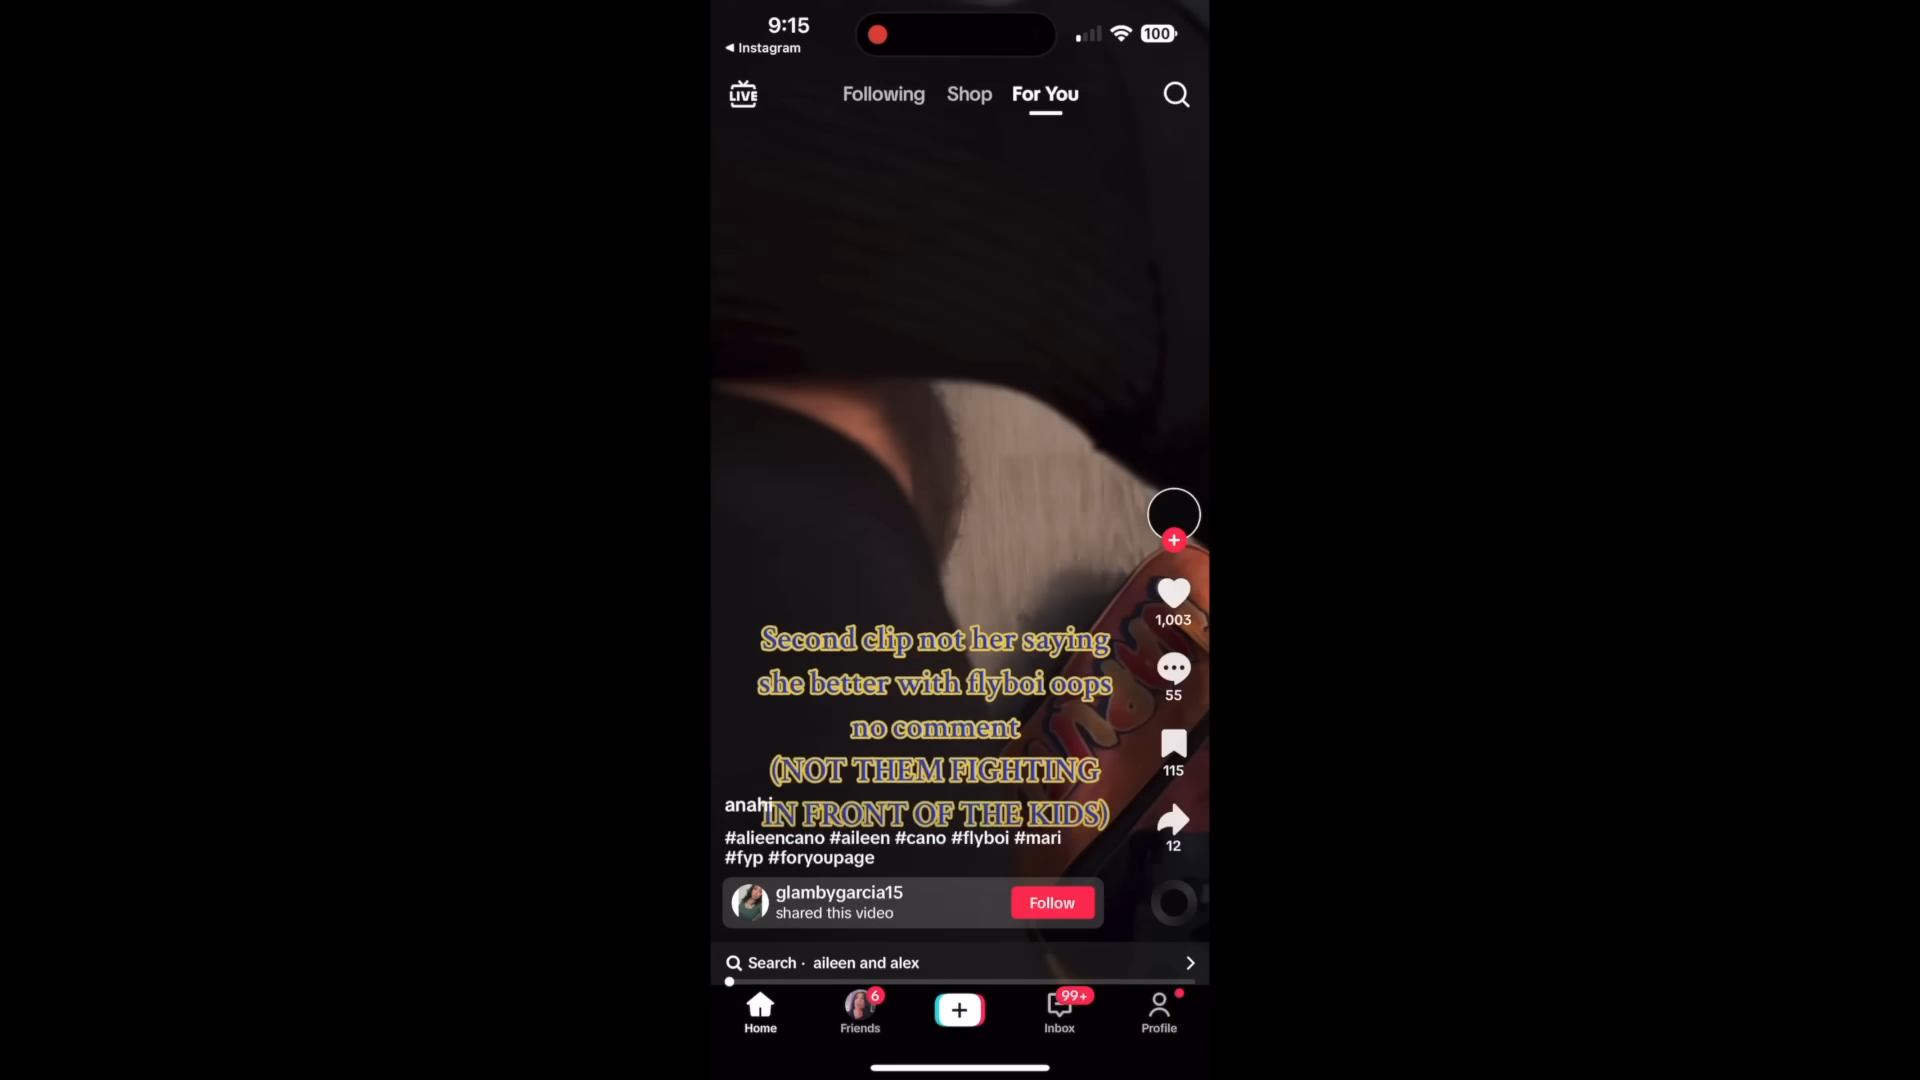 9:15
◀ Instagram
100
LIVE
Following Shop For You
1,003
55
115
12
Second clip not her saying
she better with flyboi oops
no comment
(NOT THEM FIGHTING
IN FRONT OF THE KIDS)
anahi
#alieencano #aileen #cano #flyboi #mari
#fyp #foryoupage
glambygarcia15
shared this video
Follow
Search · aileen and alex
6
99+
Home
Friends
Inbox
Profile